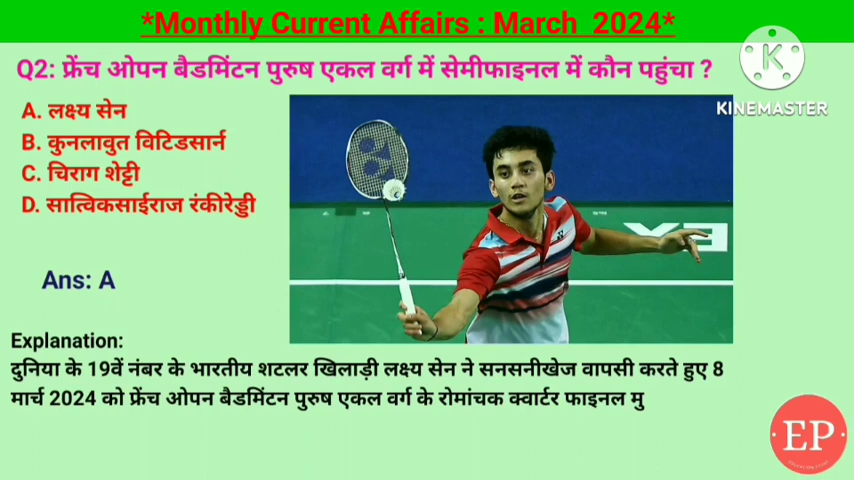 *Monthly Current Affairs : March 2024*
Q2: फ्रेंच ओपन बैडमिंटन पुरुष एकल वर्ग में सेमीफाइनल में कौन पहुंचा ?
A. लक्ष्य सेन
B. कुनलावुत विटिडसार्न
C. चिराग शेट्टी
D. सात्विकसाईराज रंकीरेड्डी
Ans: A
Explanation:
दुनिया के 19वें नंबर के भारतीय शटलर खिलाड़ी लक्ष्य सेन ने सनसनीखेज वापसी करते हुए 8
मार्च 2024 को फ्रेंच ओपन बैडमिंटन पुरुष एकल वर्ग के रोमांचक क्वार्टर फाइनल मु
K
KINEMASTER
EP